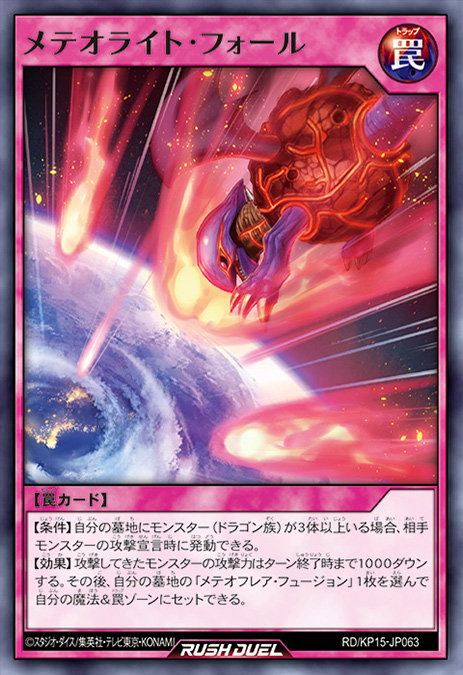 メテオライト・フォール
トラップ
罠
【罠カード】
【条件】自分の墓地にモンスター(ドラゴン族)が3体以上いる場合、相手
モンスターの攻撃宣言時に発動できる。
【効果】攻撃してきたモンスターの攻撃力はターン終了時まで1000ダウン
する。その後、自分の墓地の「メテオフレア・フュージョン」1枚を選んで
自分の魔法&罠ゾーンにセットできる。
©スタジオ・ダイス/集英社・テレビ東京・KONAMI
RUSH DUEL
RD/KP15-JP063